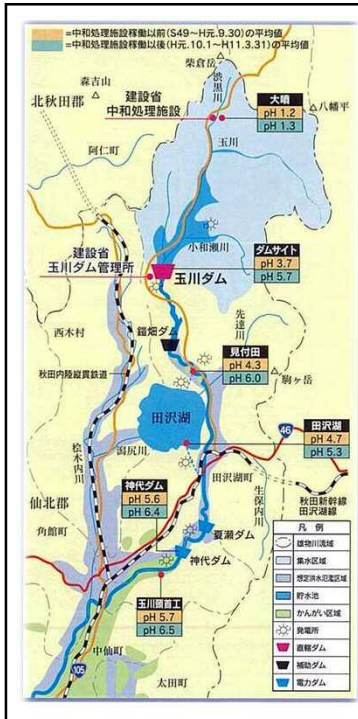 =中和処理施設稼働以前(S49〜H元.9.30)の平均値
=中和処理施設稼働以後(H元.10.1〜H11.3.31)の平均値
柴倉岳
森吉山
渋黒川
大噴
pH 1.2
pH 1.3
八幡平
北秋田郡
建設省
中和処理施設
玉川
阿仁町
小和瀬川
建設省
玉川ダム管理所
ダムサイト
pH 3.7
pH 5.7
玉川ダム
鎧畑ダム
先達川
西木村
見付田
pH 4.3
pH 6.0
駒ヶ岳
秋田内陸縦貫鉄道
田沢湖
46
田沢湖
pH 4.7
pH 5.3
桧木内川
潟尻川
田沢湖町
秋田新幹線
田沢湖線
生保内川
仙北郡
神代ダム
pH 5.6
pH 6.4
角館町
夏瀬ダム
神代ダム
玉川頭首工
pH 5.7
pH 6.5
中仙町
105
太田町
凡例
雄物川流域
集水区域
想定洪水氾濫区域
貯水池
かんがい区域
発電所
直轄ダム
補助ダム
電力ダム